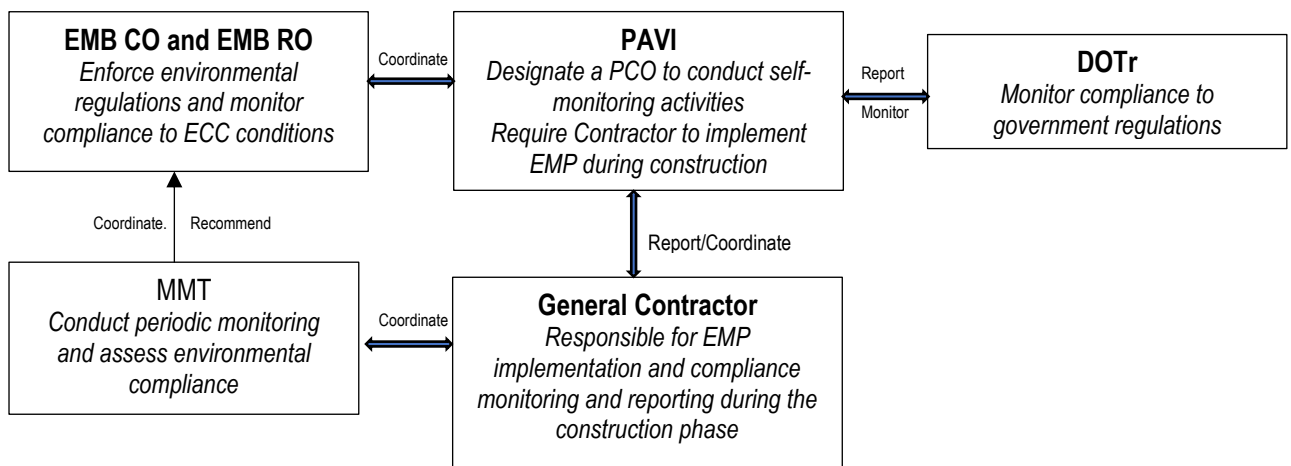 EMB CO and EMB RO
Enforce environmental
regulations and monitor
compliance to ECC conditions
Coordinate
PAVI
Designate a PCO to conduct self-
monitoring activities
Require Contractor to implement
EMP during construction
Report
Monitor
DOTr
Monitor compliance to
government regulations
Coordinate.
Recommend
Report/Coordinate
MMT
Conduct periodic monitoring
and assess environmental
compliance
Coordinate
General Contractor
Responsible for EMP
implementation and compliance
monitoring and reporting during the
construction phase